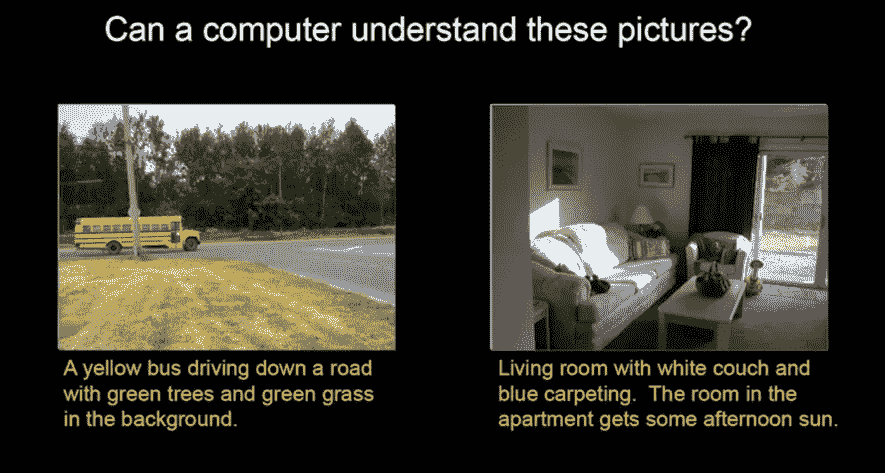 Can a computer understand these pictures?
A yellow bus driving down a road
with green trees and green grass
in the background.
Living room with white couch and
blue carpeting. The room in the
apartment gets some afternoon sun.